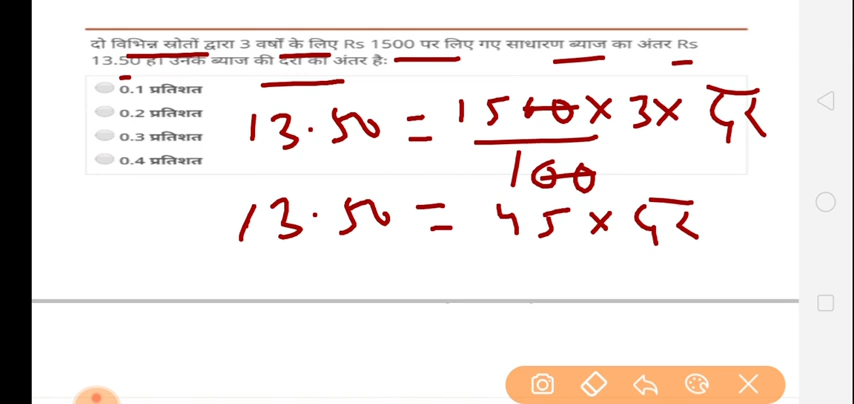 दो विभिन्न स्रोतों द्वारा 3 वर्षों के लिए Rs 1500 पर लिए गए साधारण ब्याज का अंतर Rs
13.50 है। उनके ब्याज की दरों का अंतर है:
0.1 प्रतिशत
0.2 प्रतिशत
0.3 प्रतिशत
0.4 प्रतिशत
13.50 = 1500 × 3 × दर
100
13.50 = 45 × दर